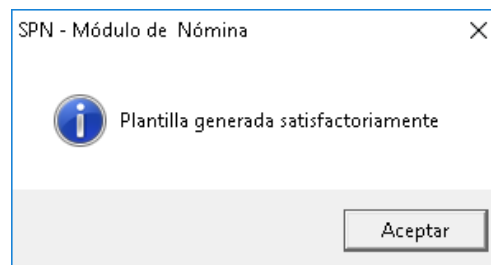 SPN - Módulo de  Nómina
Plantilla generada satisfactoriamente
Aceptar